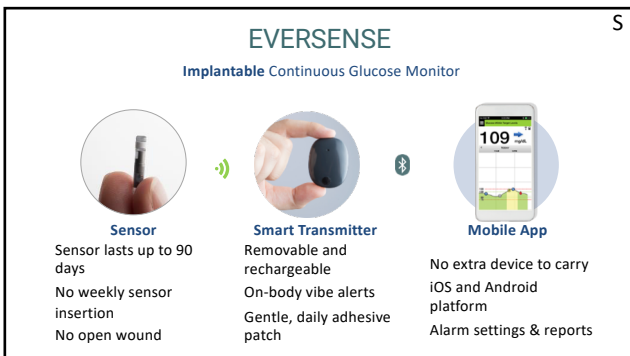 S
EVERSENSE
Implantable Continuous Glucose Monitor
109
mg/dL
Sensor
Sensor lasts up to 90
days
No weekly sensor
insertion
No open wound
Smart Transmitter
Removable and
rechargeable
On-body vibe alerts
Gentle, daily adhesive
patch
Mobile App
No extra device to carry
iOS and Android
platform
Alarm settings & reports